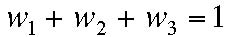 w₁ + w₂ + w₃ = 1